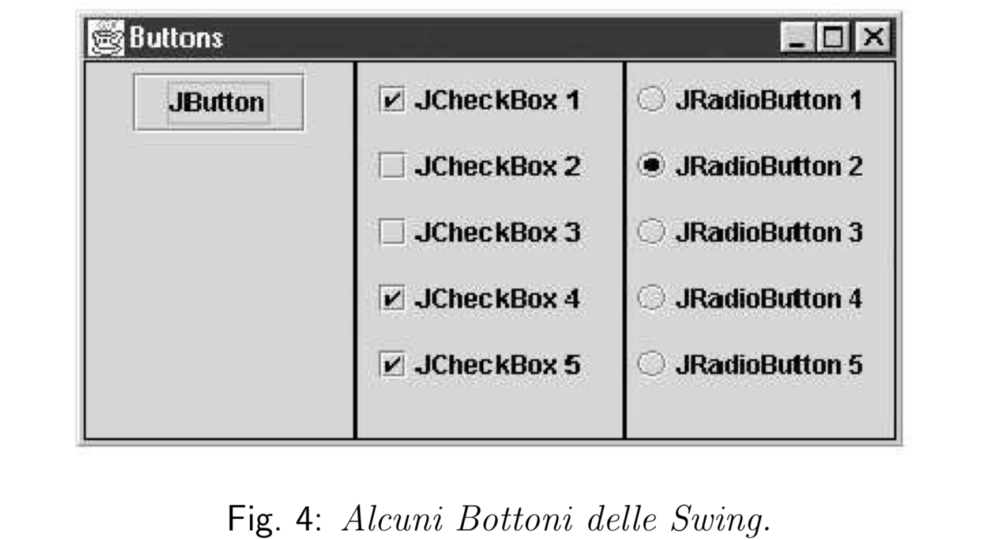 Buttons
JButton
JCheckBox 1
JCheckBox 2
JCheckBox 3
JCheckBox 4
JCheckBox 5
JRadioButton 1
JRadioButton 2
JRadioButton 3
JRadioButton 4
JRadioButton 5
Fig. 4: Alcuni Bottoni delle Swing.